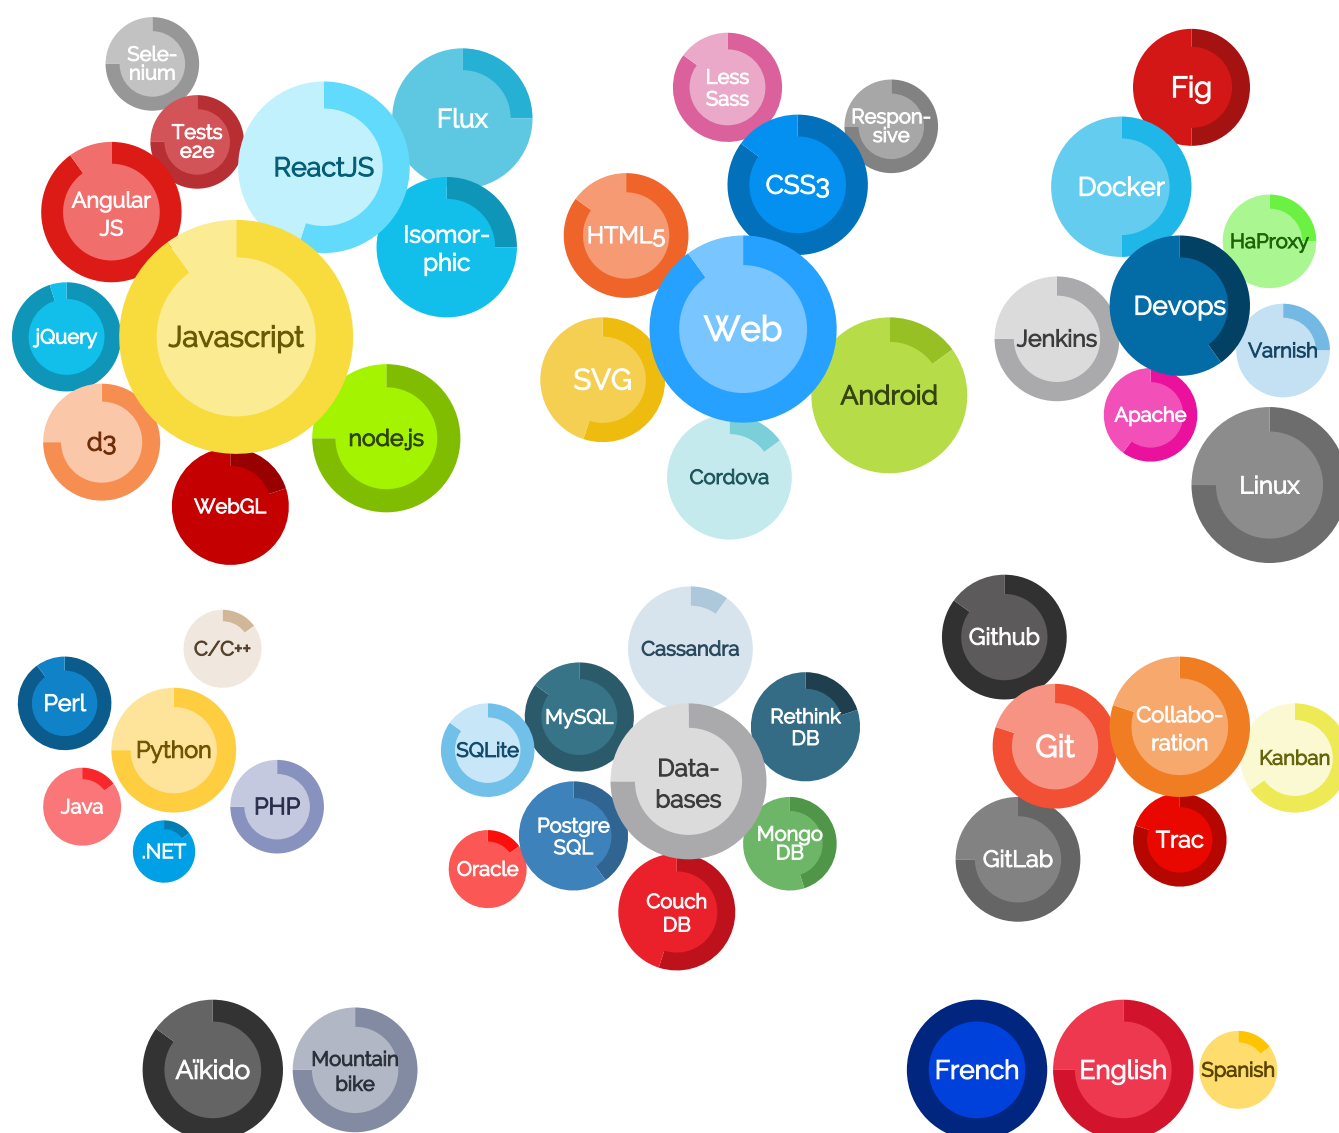 Sele-
nium
Tests
e2e
ReactJS
Flux
Angular
JS
Isomor-
phic
Javascript
jQuery
d3
node.js
WebGL
Less
Sass
Respon-
sive
CSS3
HTML5
Web
SVG
Android
Cordova
Fig
Docker
HaProxy
Devops
Jenkins
Varnish
Apache
Linux
C/C++
Perl
Python
Java
PHP
.NET
Cassandra
MySQL
Rethink
DB
SQLite
Data-
bases
Postgre
SQL
Mongo
DB
Oracle
Couch
DB
Github
Git
Collabo-
ration
Kanban
GitLab
Trac
Aïkido
Mountain
bike
French
English
Spanish